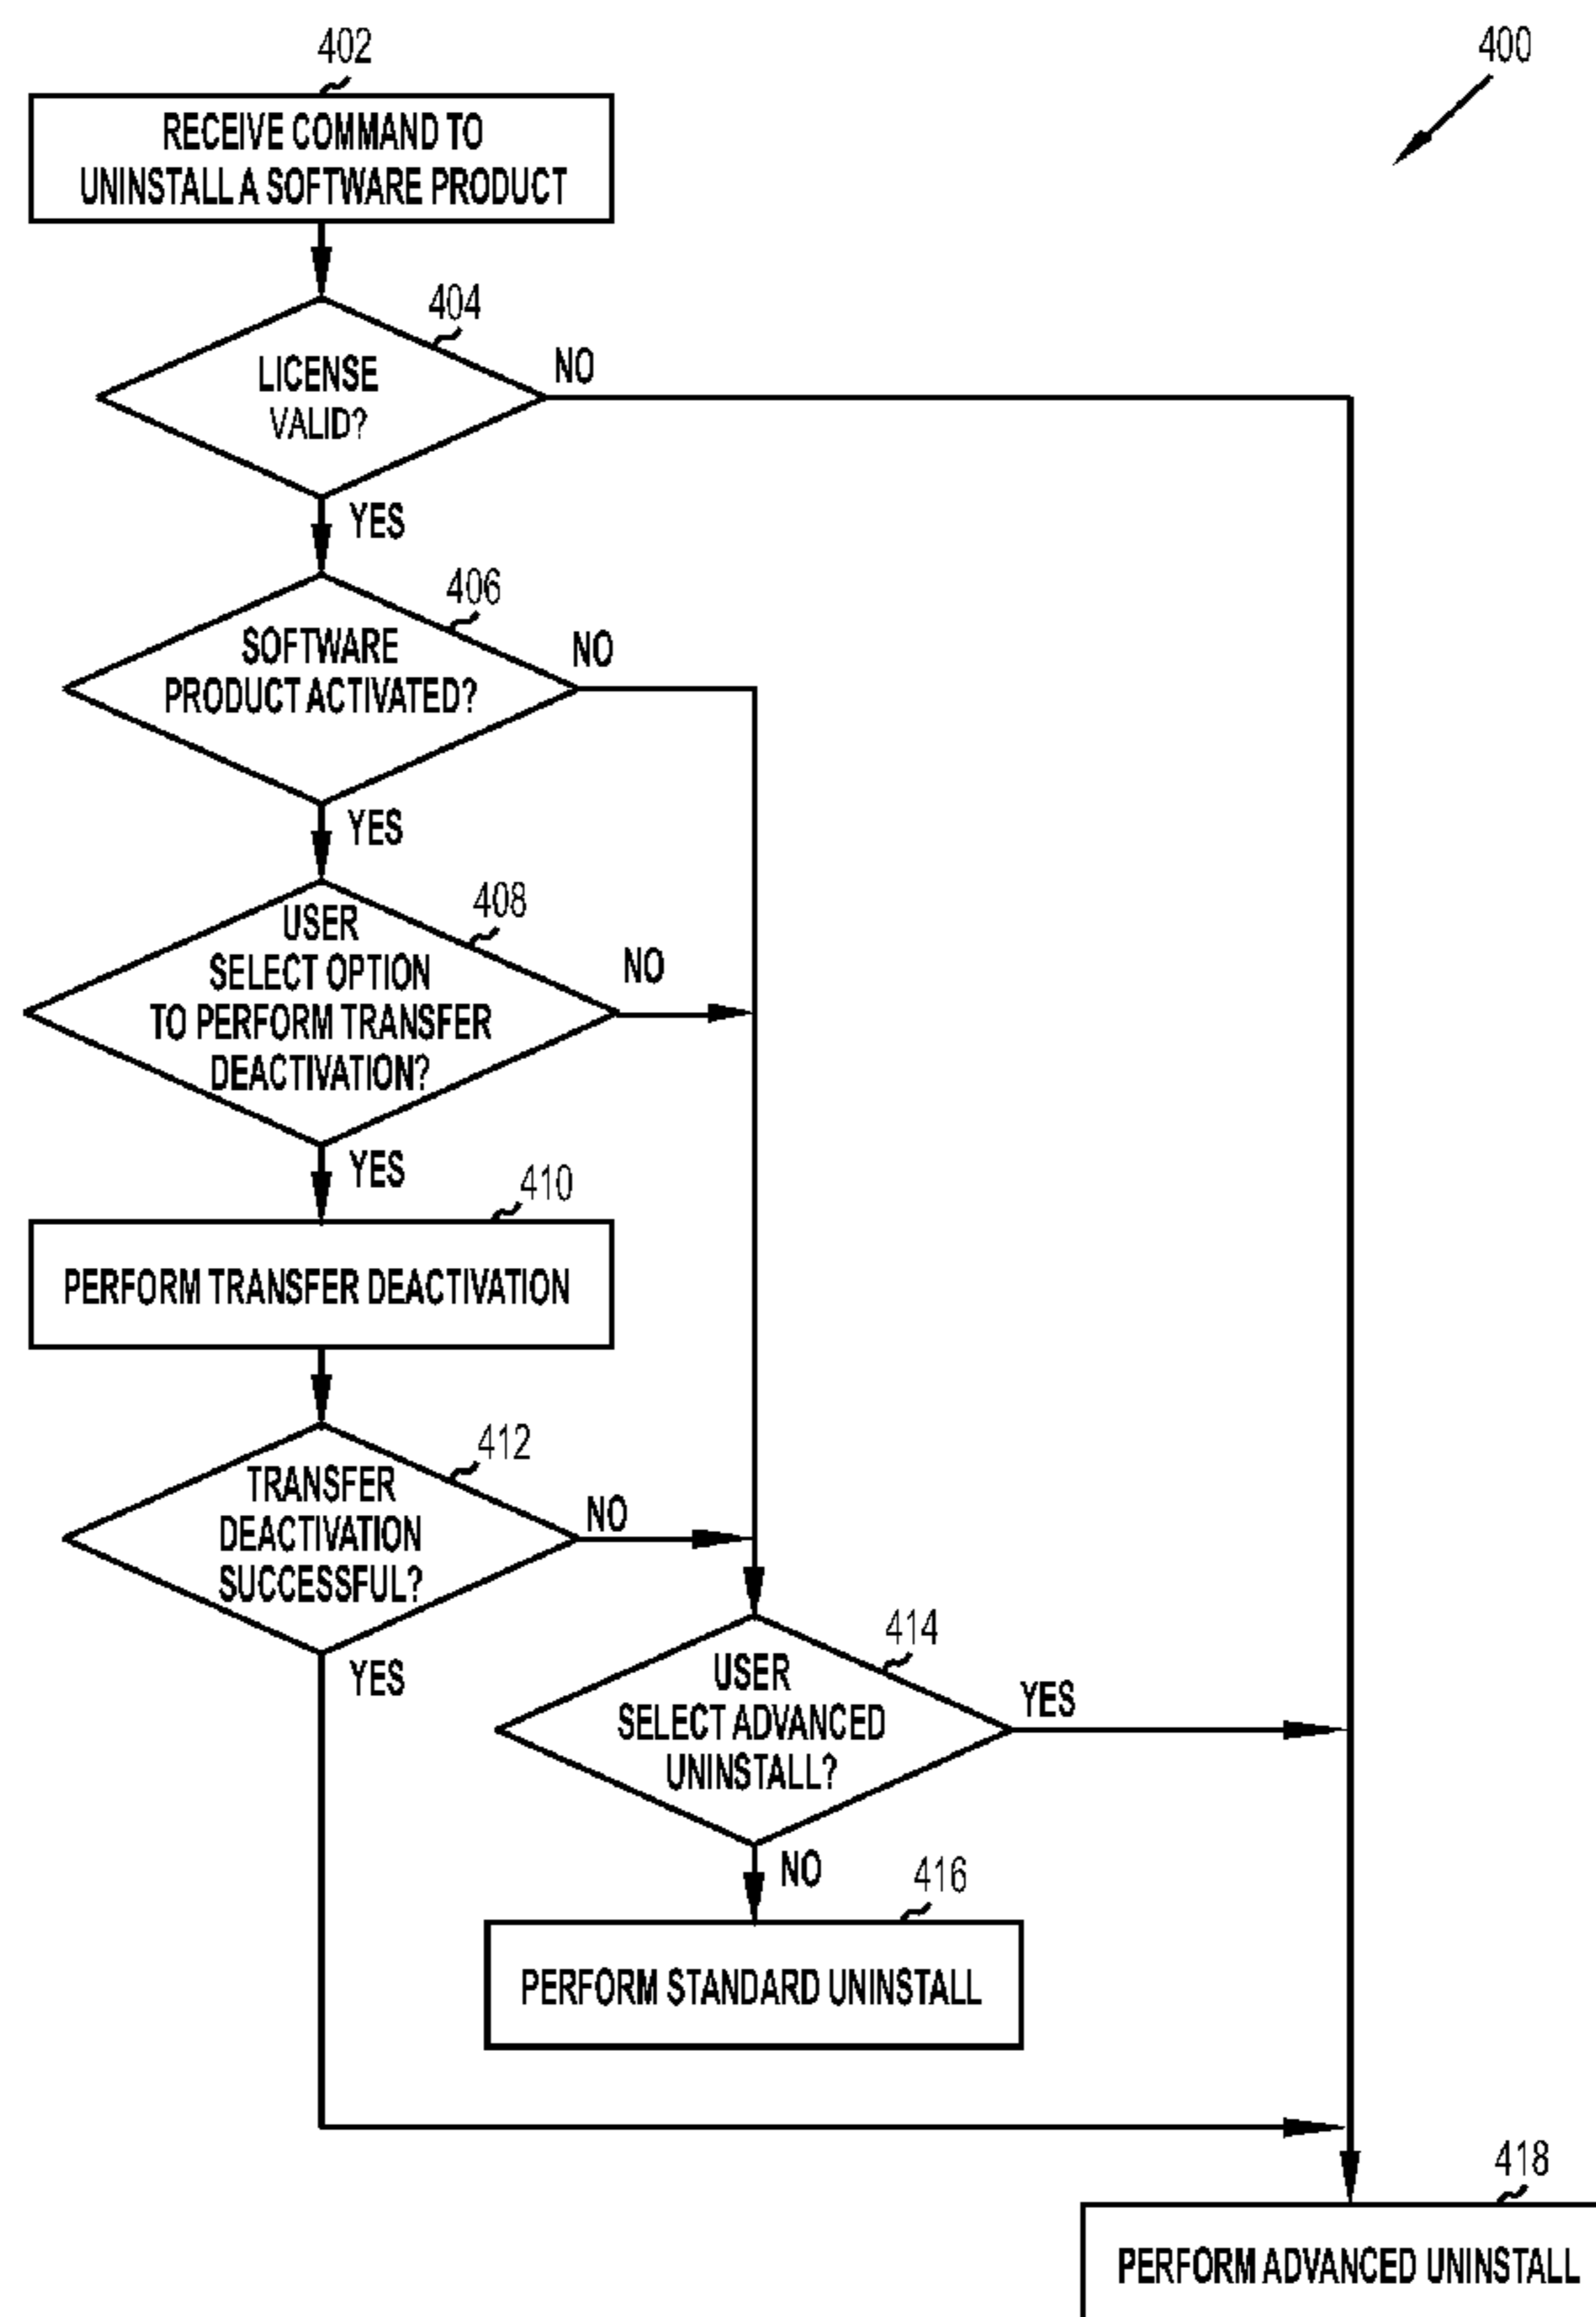 402
400
RECEIVE COMMAND TO
UNINSTALL A SOFTWARE PRODUCT
404
LICENSE
VALID?
NO
YES
406
SOFTWARE
PRODUCT ACTIVATED?
NO
YES
408
USER
SELECT OPTION
TO PERFORM TRANSFER
DEACTIVATION?
NO
YES
410
PERFORM TRANSFER DEACTIVATION
412
TRANSFER
DEACTIVATION
SUCCESSFUL?
NO
YES
414
USER
SELECT ADVANCED
UNINSTALL?
YES
NO
416
PERFORM STANDARD UNINSTALL
418
PERFORM ADVANCED UNINSTALL